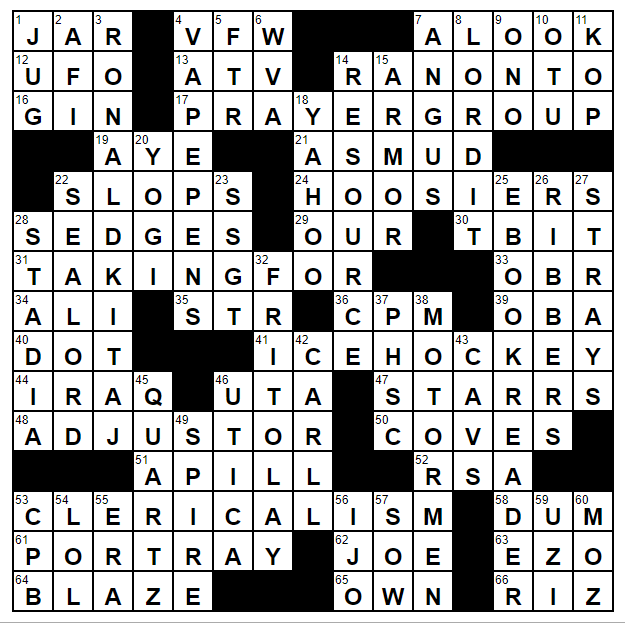 1 2 3 4 5 6 7 8 9 10 11
J A R V F W A L O O K
12 13 14 15
U F O A T V R A N O N T O
16 17 18
G I N P R A Y E R G R O U P
19 20 21
A Y E A S M U D
22 23 24 25 26 27
S L O P S H O O S I E R S
28 29 30
S E D G E S O U R T B I T
31 32 33
T A K I N G F O R O B R
34 35 36 37 38 39
A L I S T R C P M O B A
40 41 42 43
D O T I C E H O C K E Y
44 45 46 47
I R A Q U T A S T A R R S
48 49 50
A D J U S T O R C O V E S
51 52
A P I L L R S A
53 54 55 56 57 58 59 60
C L E R I C A L I S M D U M
61 62 63
P O R T R A Y J O E E Z O
64 65 66
B L A Z E O W N R I Z